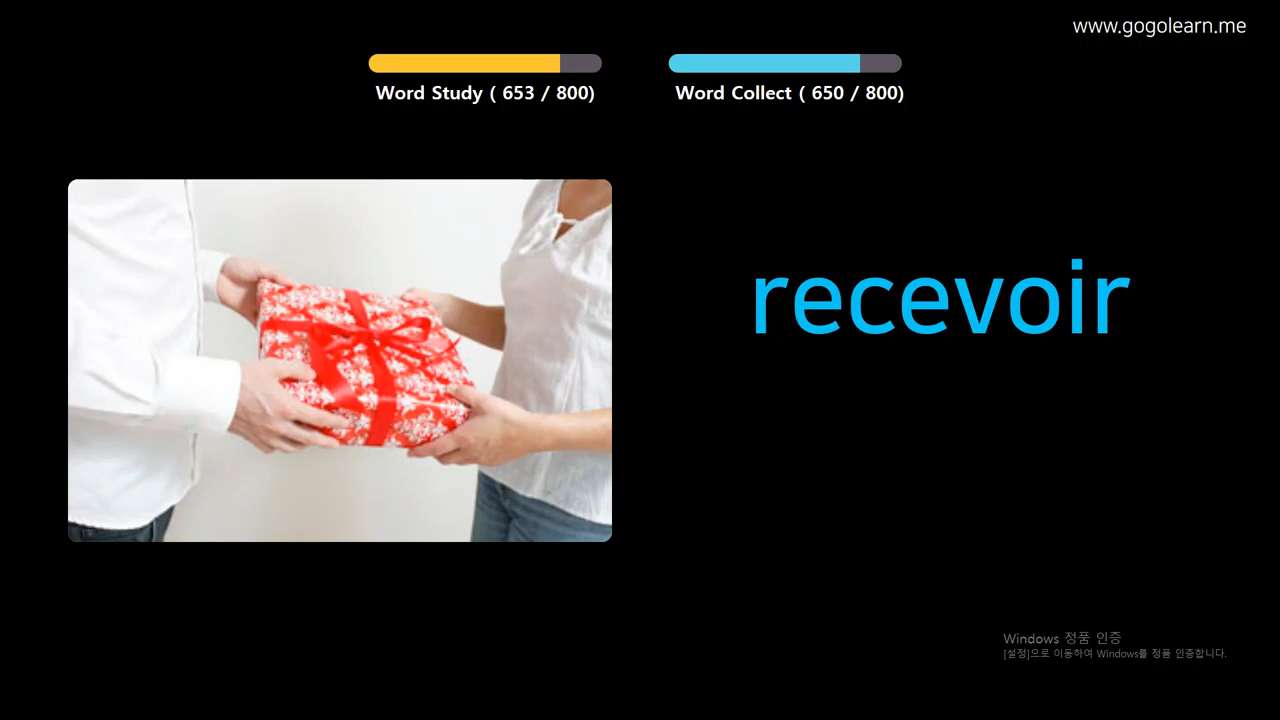 www.gogolearn.me
Word Study ( 653 / 800)
Word Collect ( 650 / 800)
recevoir
Windows 정품 인증
[설정]으로 이동하여 Windows를 정품 인증합니다.